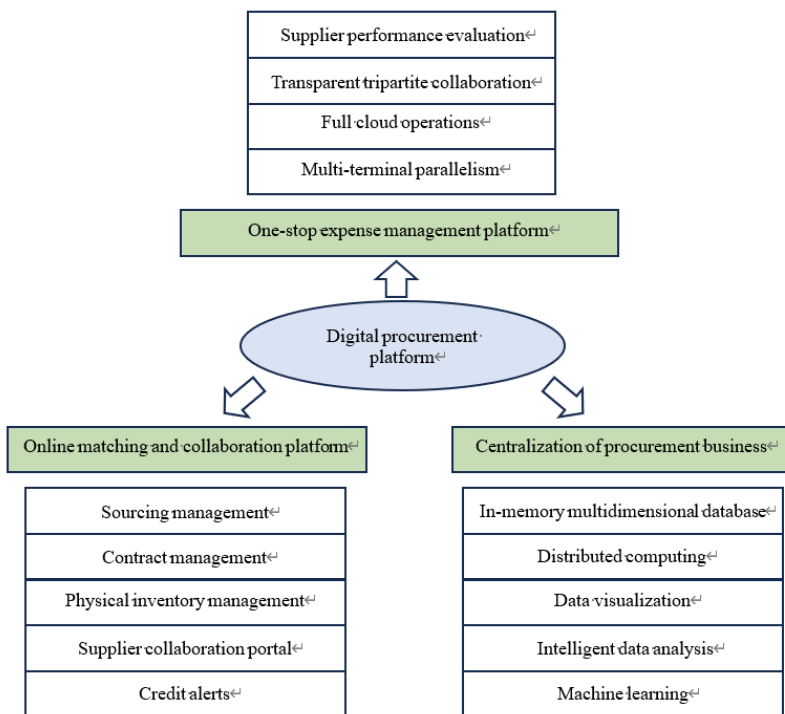 Supplier performance evaluation
Transparent tripartite collaboration
Full cloud operations
Multi-terminal parallelism
One-stop expense management platform
Digital procurement
platform
Online matching and collaboration platform
Sourcing management
Contract management
Physical inventory management
Supplier collaboration portal
Credit alerts
Centralization of procurement business
In-memory multidimensional database
Distributed computing
Data visualization
Intelligent data analysis
Machine learning